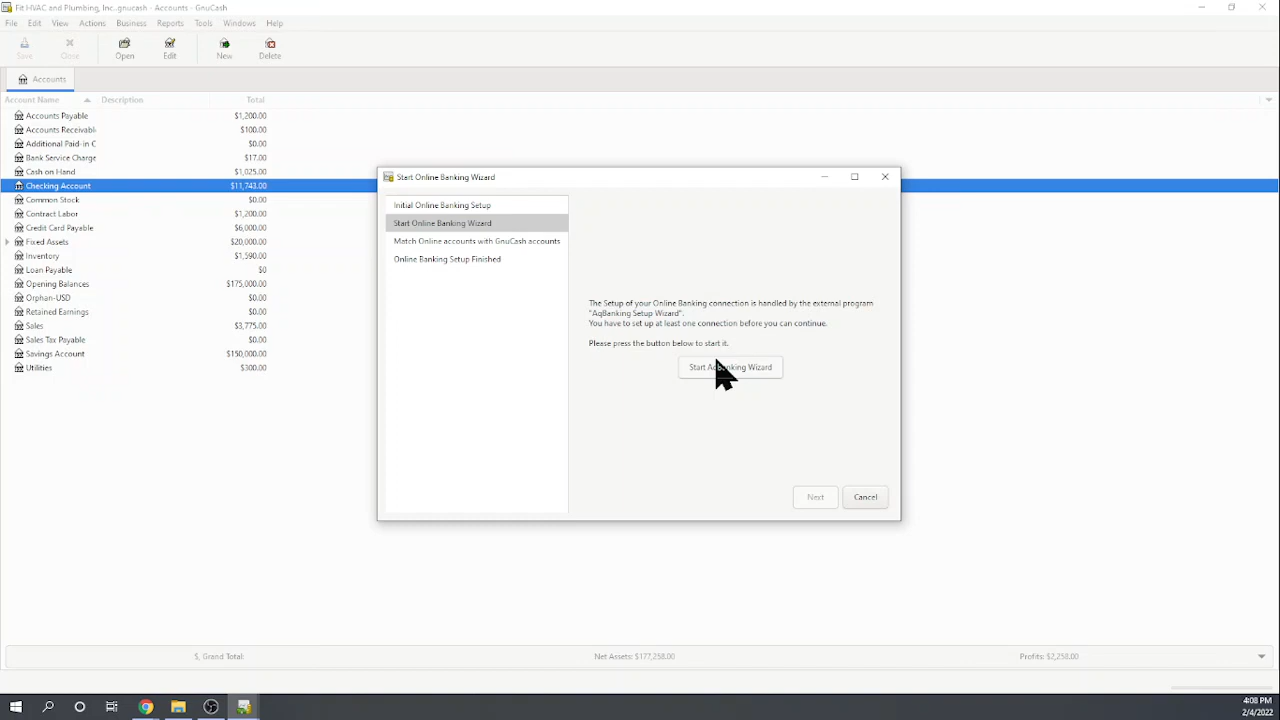 Fit HVAC and Plumbing, Inc..gnucash - Accounts - GnuCash
File Edit View Actions Business Reports Tools Windows Help
Save Close Open Edit New Delete
Accounts
Account Name Description Total
Accounts Payable $1,200.00
Accounts Receivabl $100.00
Additional Paid-in C $0.00
Bank Service Charge $17.00
Cash on Hand $1,025.00
Checking Account $11,743.00
Common Stock $0.00
Contract Labor $1,200.00
Credit Card Payable $6,000.00
Fixed Assets $20,000.00
Inventory $1,590.00
Loan Payable $0
Opening Balances $175,000.00
Orphan-USD $0.00
Retained Earnings $0.00
Sales $3,775.00
Sales Tax Payable $0.00
Savings Account $150,000.00
Utilities $300.00
Start Online Banking Wizard
Initial Online Banking Setup
Start Online Banking Wizard
Match Online accounts with GnuCash accounts
Online Banking Setup Finished
The Setup of your Online Banking connection is handled by the external program
"AqBanking Setup Wizard".
You have to set up at least one connection before you can continue.
Please press the button below to start it.
Start AqBanking Wizard
Next Cancel
$, Grand Total: Net Assets: $177,258.00 Profits: $2,258.00
4:08 PM
2/4/2022